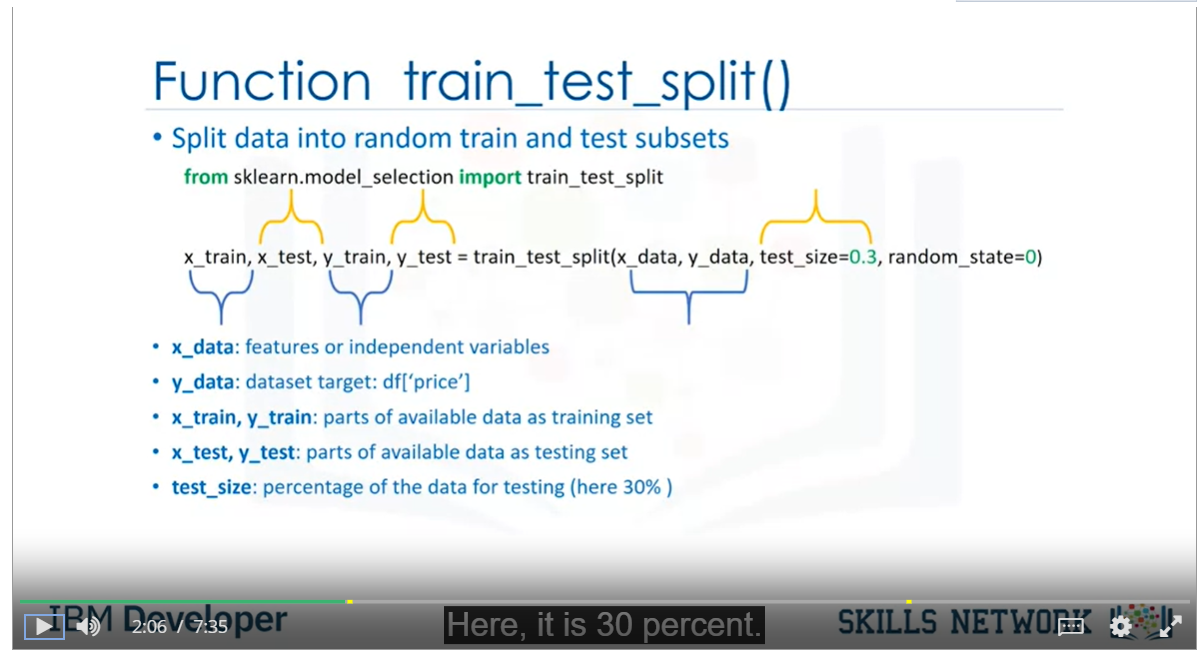 Function train_test_split()
• Split data into random train and test subsets
from sklearn.model_selection import train_test_split
x_train, x_test, y_train, y_test = train_test_split(x_data, y_data, test_size=0.3, random_state=0)
• x_data: features or independent variables
• y_data: dataset target: df[‘price’]
• x_train, y_train: parts of available data as training set
• x_test, y_test: parts of available data as testing set
• test_size: percentage of the data for testing (here 30% )
IBM Developer
SKILLS NETWORK
2:06 / 7:35
Here, it is 30 percent.